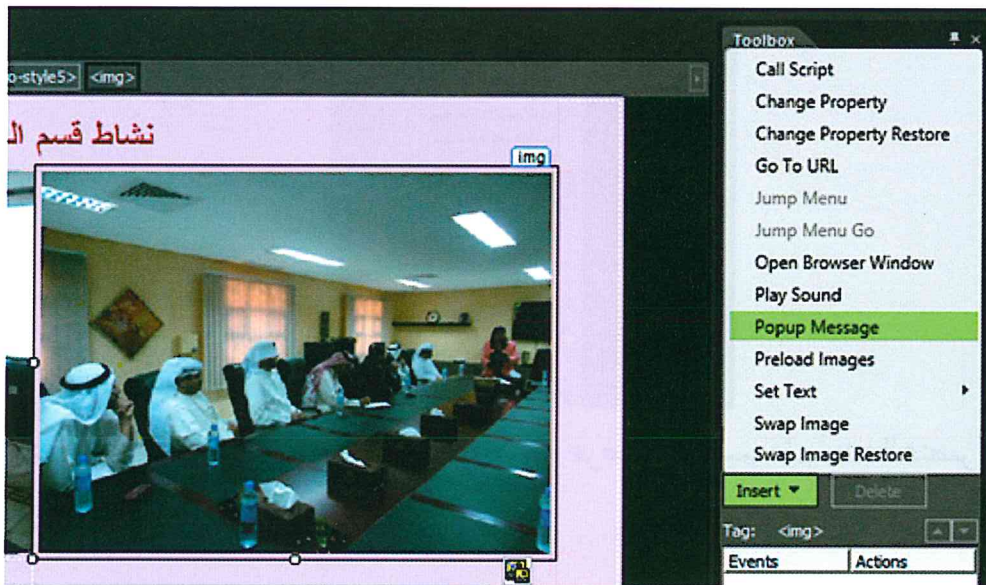 Toolbox
o-style5> <img>
Call Script
Change Property
Change Property Restore
Go To URL
Jump Menu
Jump Menu Go
Open Browser Window
Play Sound
Popup Message
Preload Images
Set Text
Swap Image
Swap Image Restore
Insert
Delete
Tag: <img>
Events Actions
نشاط قسم ال
img